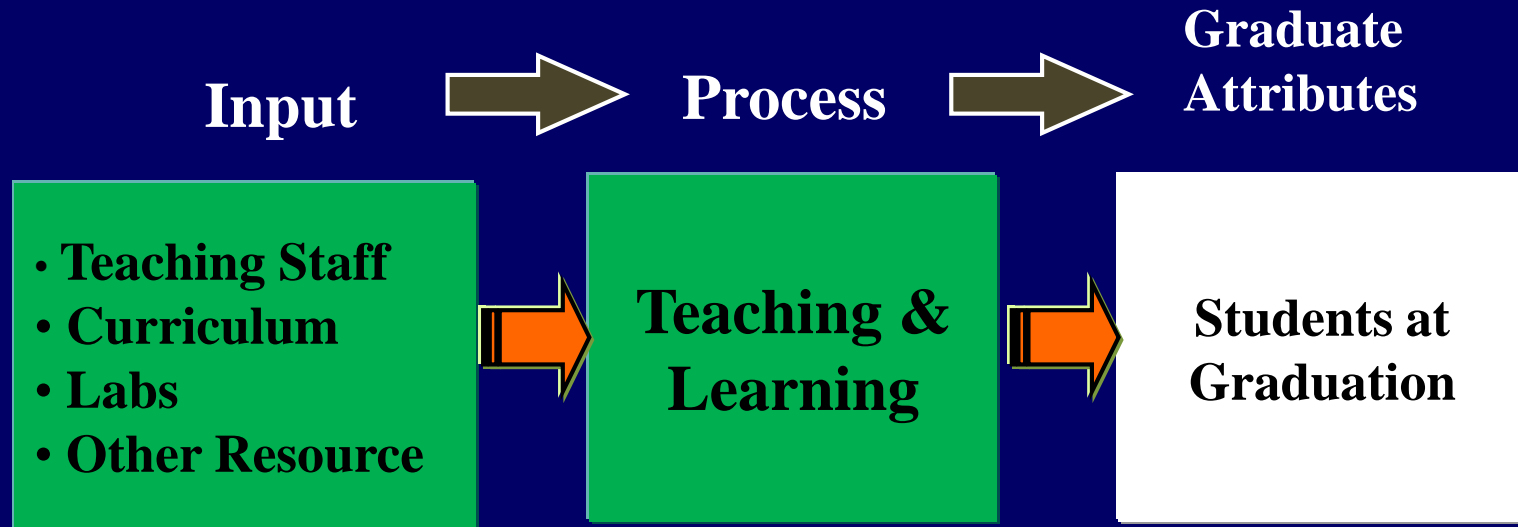 Input
Process
Graduate
Attributes
• Teaching Staff
• Curriculum
• Labs
• Other Resource
Teaching &
Learning
Students at
Graduation